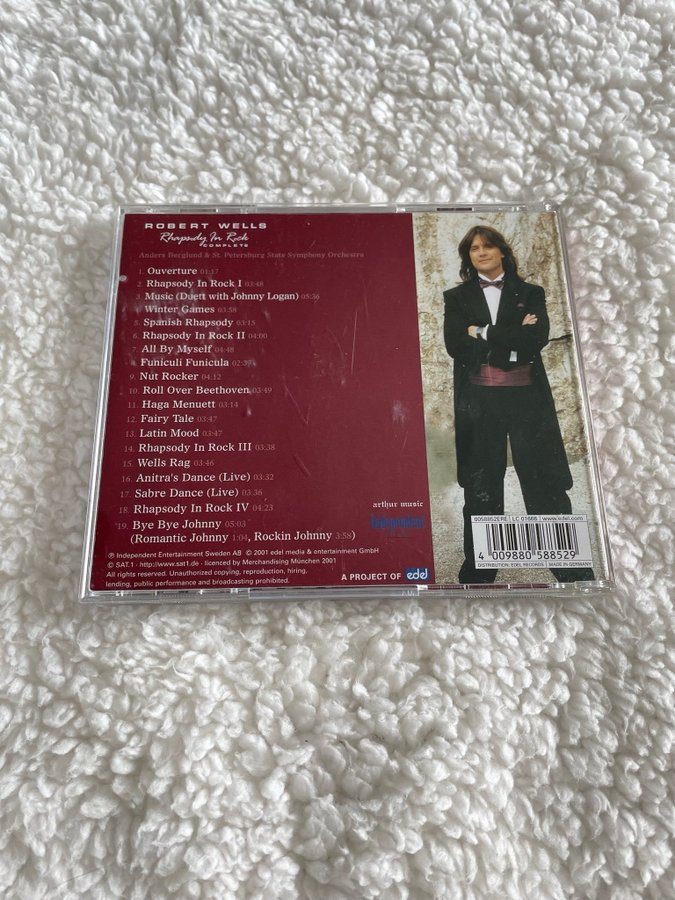 ROBERT WELLS
Rhapsody In Rock
COMPLETE
Anders Berglund & St. Petersburg State Symphony Orchestra
1. Ouverture 01:17
2. Rhapsody In Rock I 03:48
3. Music (Duett with Johnny Logan) 05:36
4. Winter Games 03:58
5. Spanish Rhapsody 03:15
6. Rhapsody In Rock II 04:00
7. All By Myself 04:48
8. Funiculi Funicula 02:39
9. Nut Rocker 04:12
10. Roll Over Beethoven 03:49
11. Haga Menuett 03:14
12. Fairy Tale 03:47
13. Latin Mood 03:47
14. Rhapsody In Rock III 03:38
15. Wells Rag 03:46
16. Anitra's Dance (Live) 03:32
17. Sabre Dance (Live) 03:36
18. Rhapsody In Rock IV 04:23
19. Bye Bye Johnny 05:03
(Romantic Johnny 1:04, Rockin Johnny 3:58)
arthur music
Independent
℗ Independent Entertainment Sweden AB © 2001 edel media & entertainment GmbH
© SAT.1 · http://www.sat1.de · licenced by Merchandising München 2001
All rights reserved. Unauthorized copying, reproduction, hiring,
lending, public performance and broadcasting prohibited.
A PROJECT OF edel
0058852ERE LC 01666 www.edel.com
4 009880 588529
DISTRIBUTION: EDEL RECORDS MADE IN GERMANY